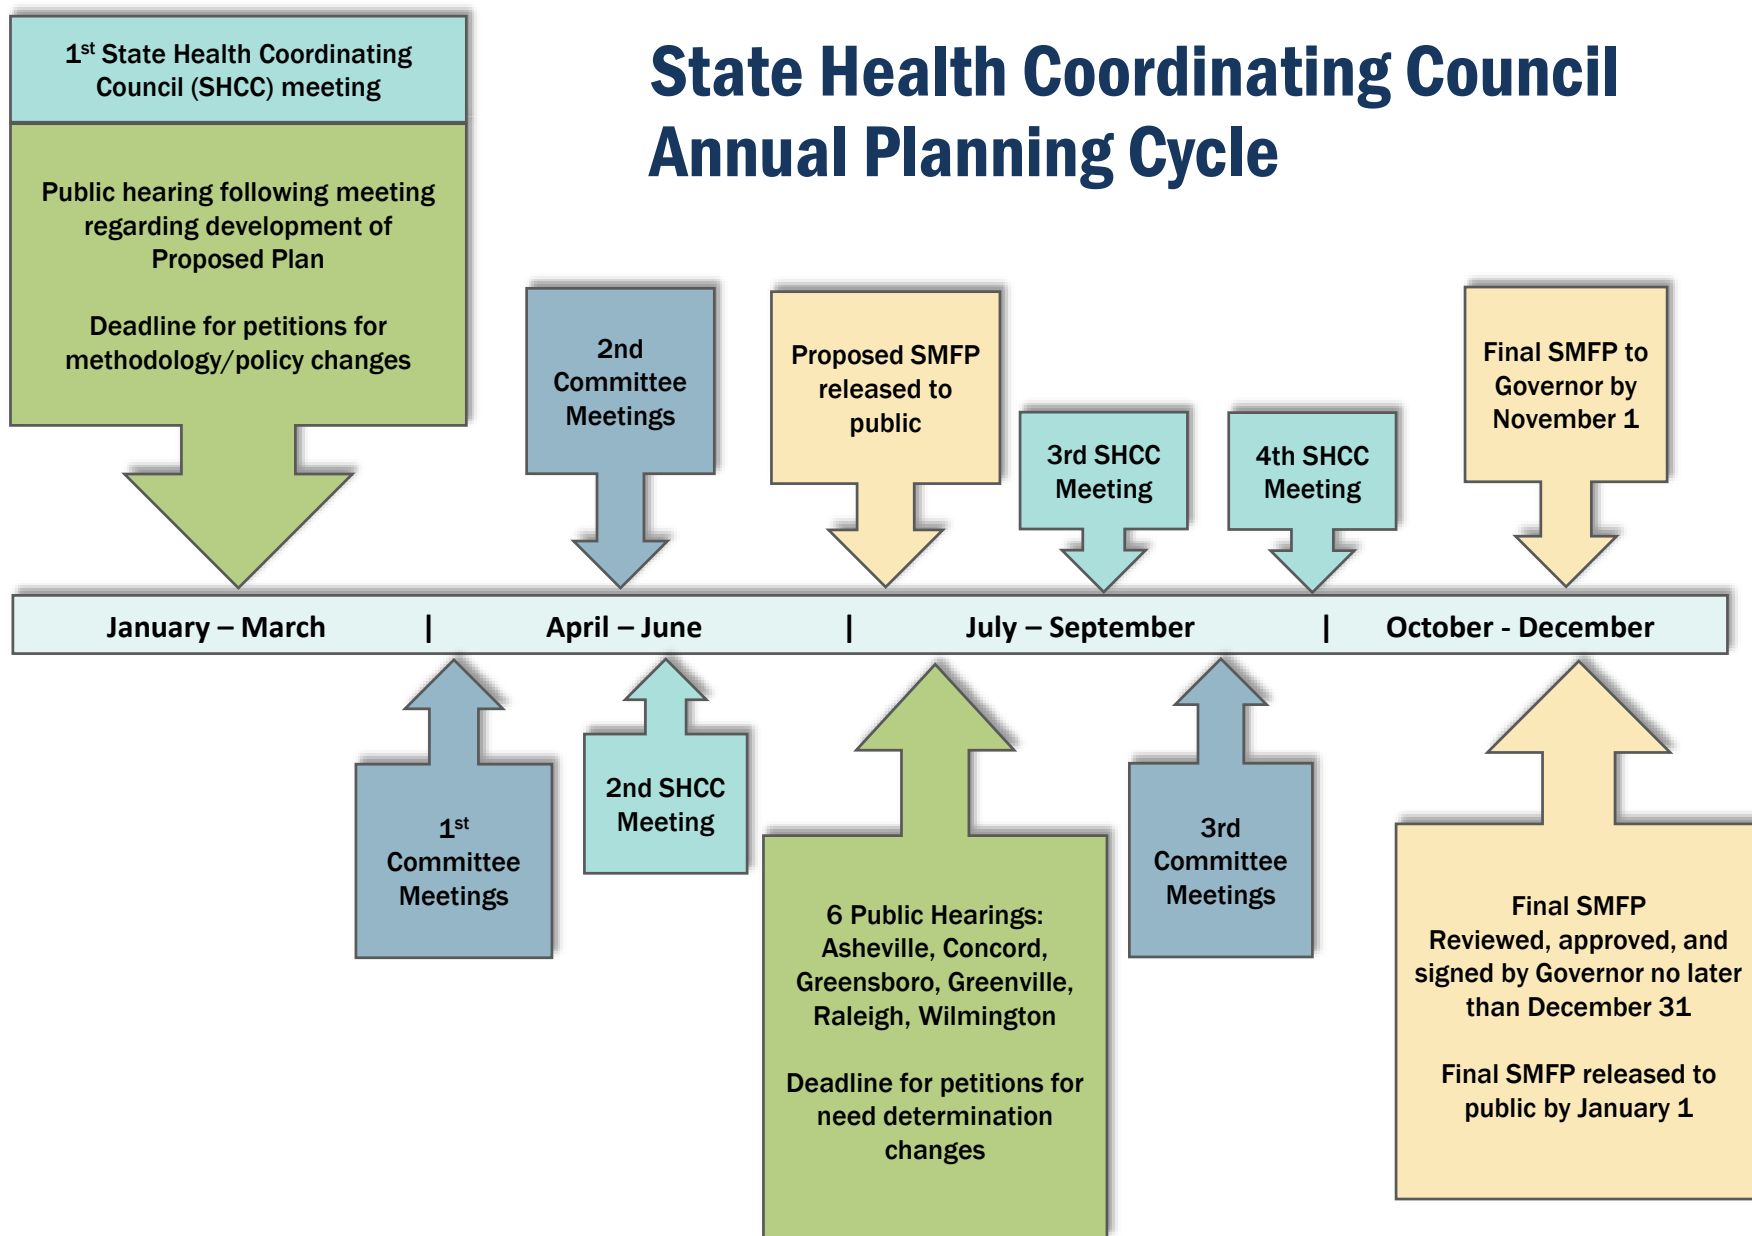 State Health Coordinating Council
Annual Planning Cycle
1st State Health Coordinating
Council (SHCC) meeting
Public hearing following meeting
regarding development of
Proposed Plan
Deadline for petitions for
methodology/policy changes
2nd
Committee
Meetings
Proposed SMFP
released to
public
3rd SHCC
Meeting
4th SHCC
Meeting
Final SMFP to
Governor by
November 1
January – March | April – June | July – September | October - December
1st
Committee
Meetings
2nd SHCC
Meeting
6 Public Hearings:
Asheville, Concord,
Greensboro, Greenville,
Raleigh, Wilmington
Deadline for petitions for
need determination
changes
3rd
Committee
Meetings
Final SMFP
Reviewed, approved, and
signed by Governor no later
than December 31
Final SMFP released to
public by January 1